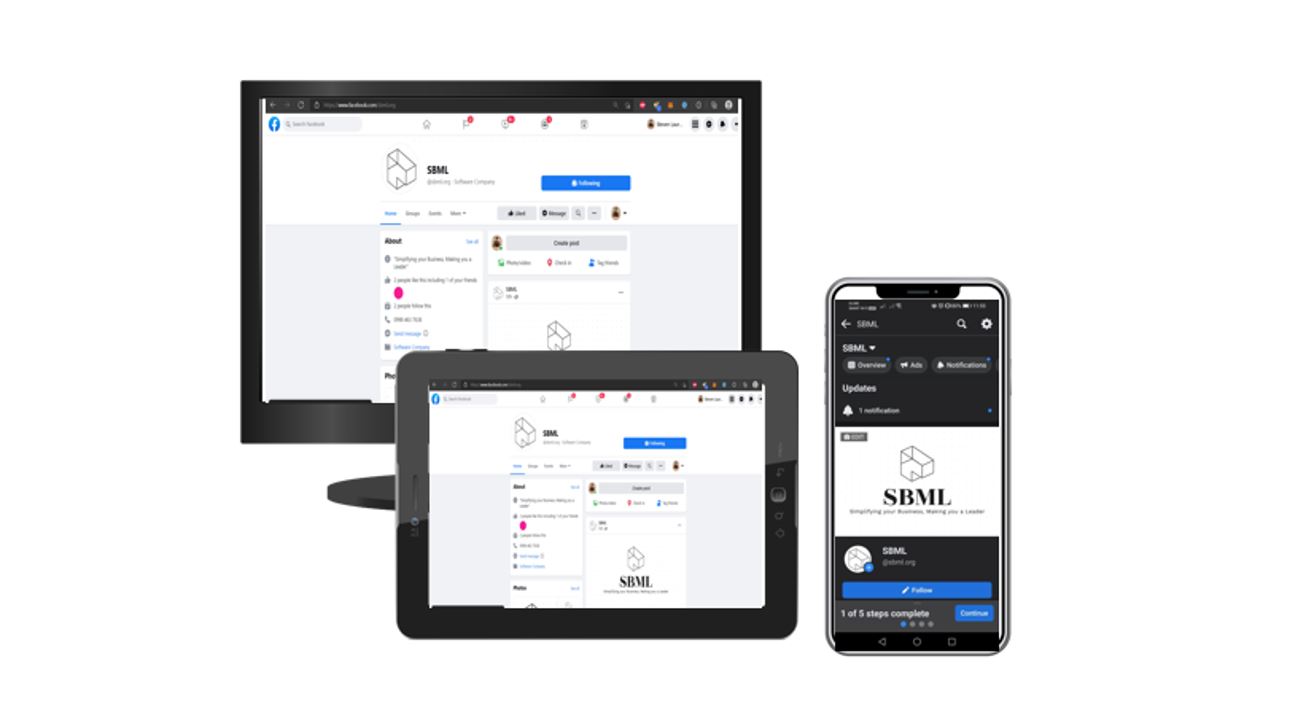 https://www.facebook.com/sbml.org
Search Facebook
SBML
@sbml.org · Software Company
Following
Home Groups Events More
Liked Message
About See all
"Simplifying your Business, Making you a
Leader"
2 people like this including 1 of your friends
2 people follow this
Send message
Software Company
Create post
Photo/video Check in Tag friends
SBML
Search Facebook
SBML
@sbml.org · Software Company
Following
Home Groups Events More
Liked Message
About See all
"Simplifying your Business, Making you a
Leader"
2 people like this including 1 of your friends
2 people follow this
Send message
Software Company
Photos See all
Create post
Photo/video Check in Tag friends
SBML
SBML
Simplifying your Business, Making you a Leader
SBML
SBML
Overview Ads Notifications
Updates
1 notification
EDIT
SBML
Simplifying your Business, Making you a Leader
SBML
@sbml.org
Follow
1 of 5 steps complete Continue